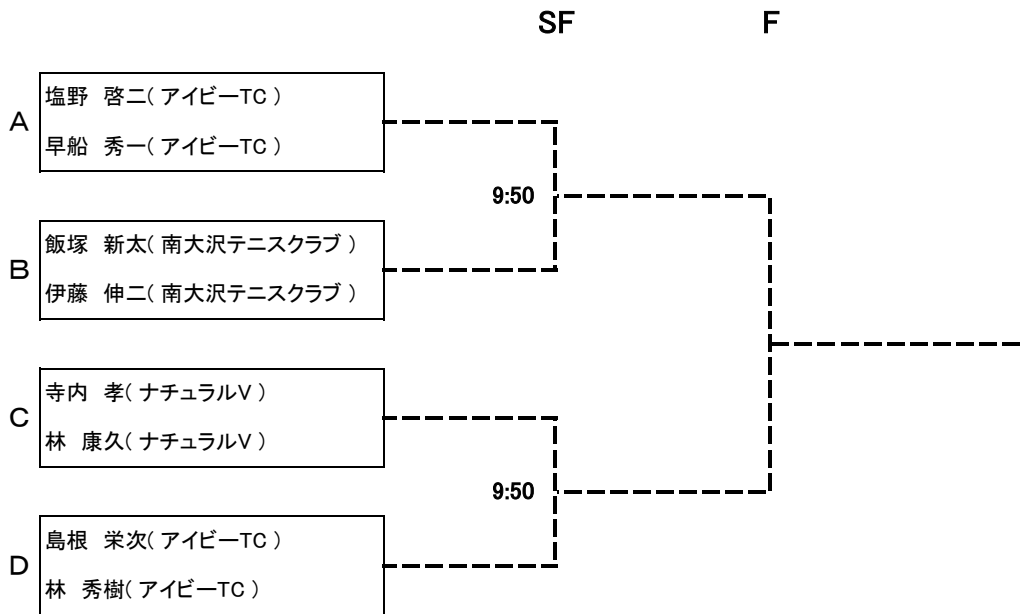 SF F
A
塩野　啓二( アイビーTC )
早船　秀一( アイビーTC )
9:50
B
飯塚　新太( 南大沢テニスクラブ )
伊藤　伸二( 南大沢テニスクラブ )
C
寺内　孝( ナチュラルV )
林　康久( ナチュラルV )
9:50
D
島根　栄次( アイビーTC )
林　秀樹( アイビーTC )